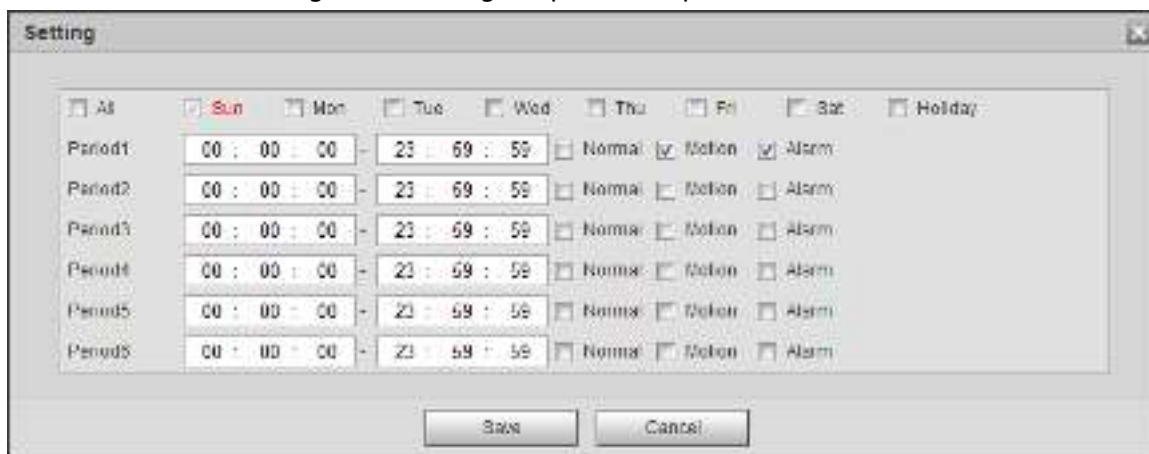 Setting
All Sun Mon Tue Wed Thu Fri Sat Holiday
Period1 00 : 00 : 00 - 23 : 59 : 59 Normal Motion Alarm
Period2 00 : 00 : 00 - 23 : 59 : 59 Normal Motion Alarm
Period3 00 : 00 : 00 - 23 : 59 : 59 Normal Motion Alarm
Period4 00 : 00 : 00 - 23 : 59 : 59 Normal Motion Alarm
Period5 00 : 00 : 00 - 23 : 59 : 59 Normal Motion Alarm
Period6 00 : 00 : 00 - 23 : 59 : 59 Normal Motion Alarm
Save Cancel